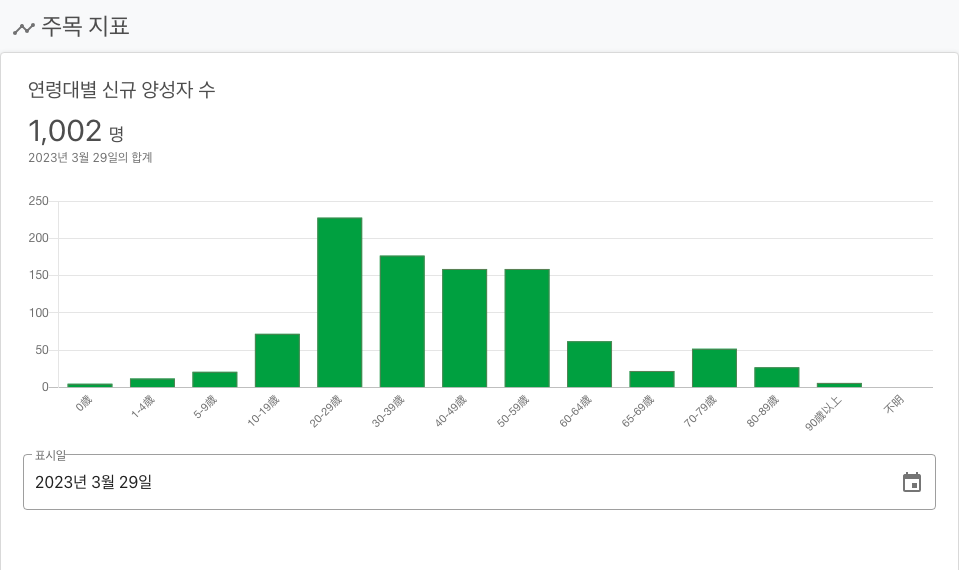 주목 지표
연령대별 신규 양성자 수
1,002 명
2023년 3월 29일의 합계
250
200
150
100
50
0
0歳
1-4歳
5-9歳
10-19歳
20-29歳
30-39歳
40-49歳
50-59歳
60-64歳
65-69歳
70-79歳
80-89歳
90歳以上
不明
표시일
2023년 3월 29일